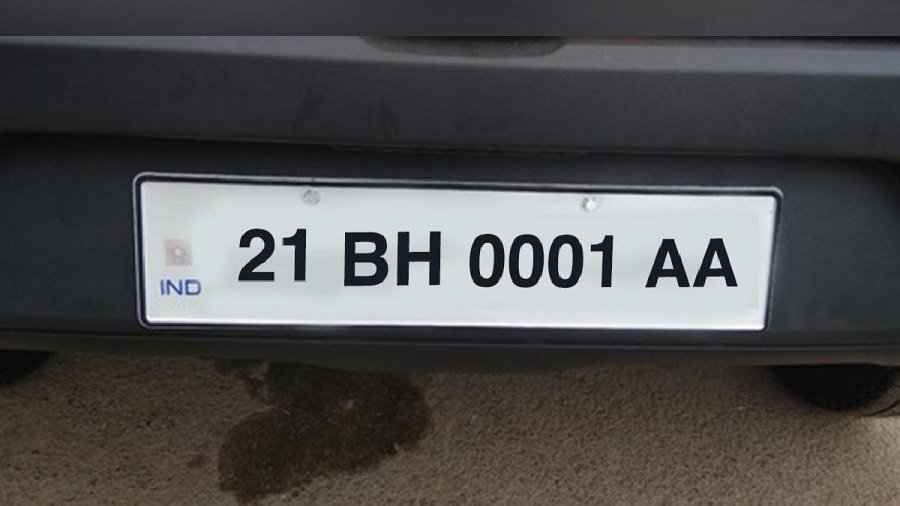 IND
21 BH 0001 AA